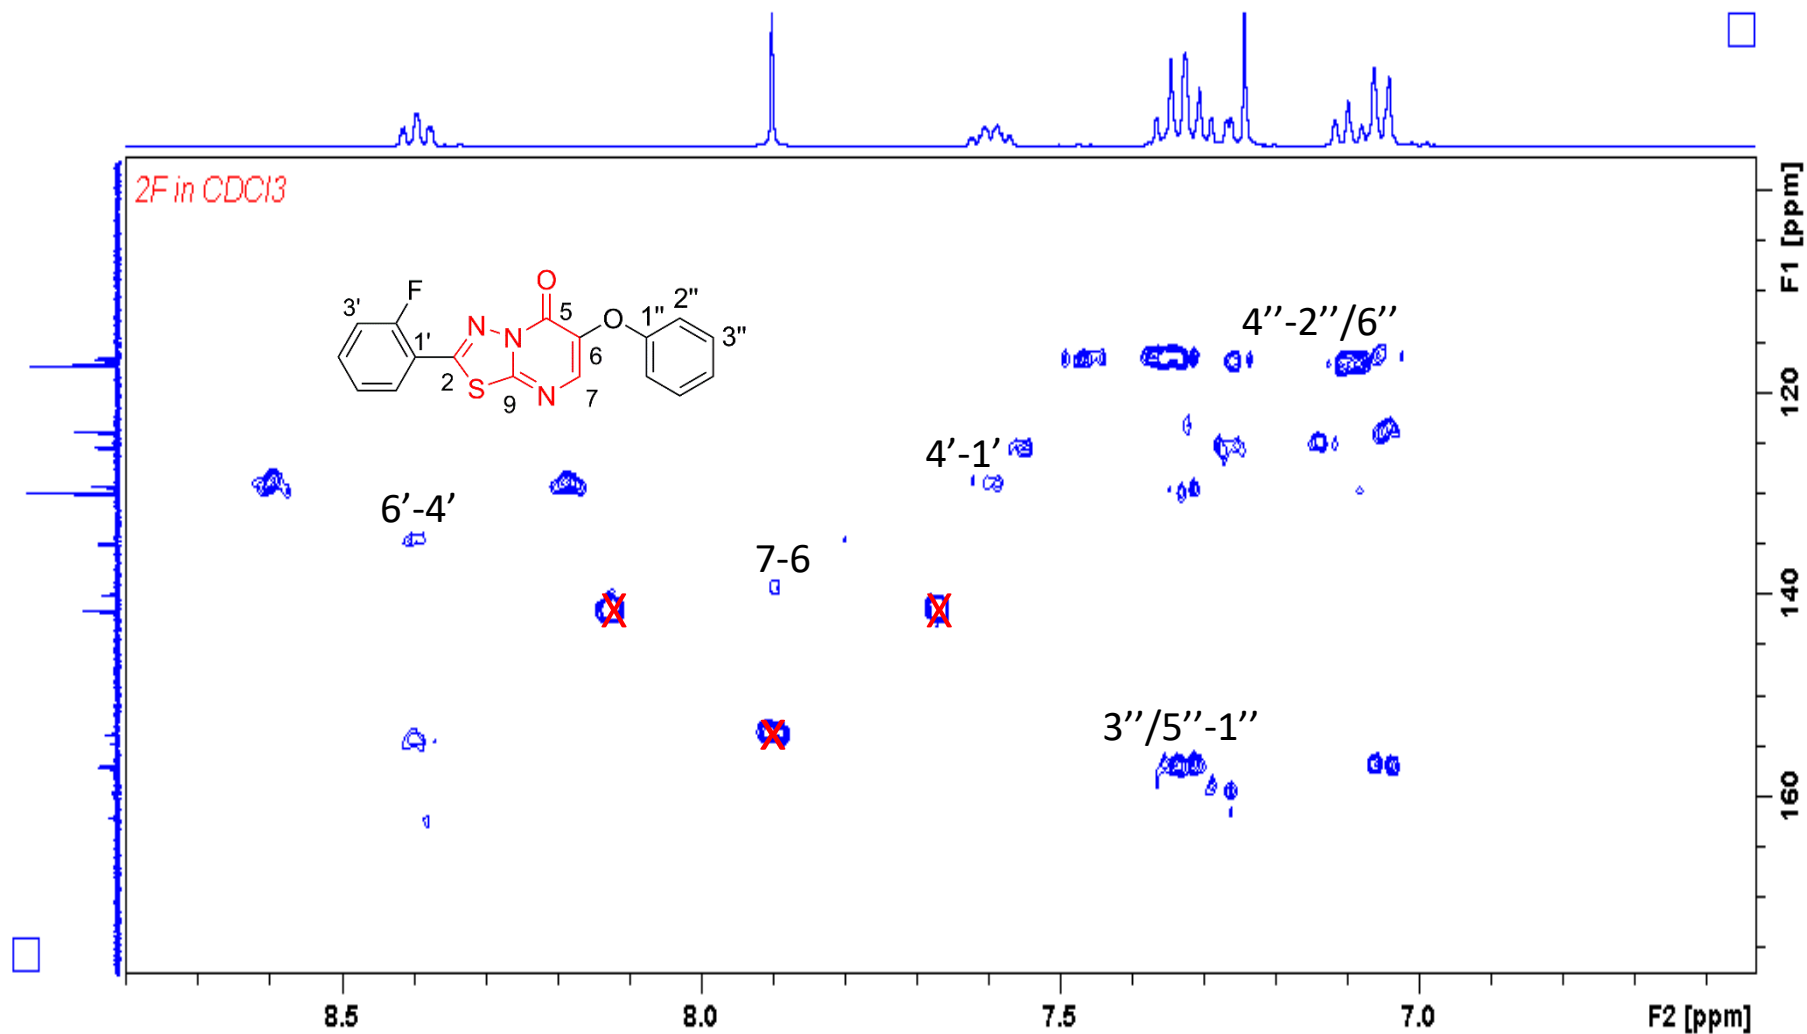 2F in CDCl3
F
O
3'
2"
5
O
1"
N
N
3"
1'
6
2
S
9
N
7
4''-2''/6''
4'-1'
6'-4'
7-6
X
X
X
3''/5''-1''
120
140
160
F1 [ppm]
8.5
8.0
7.5
7.0
F2 [ppm]